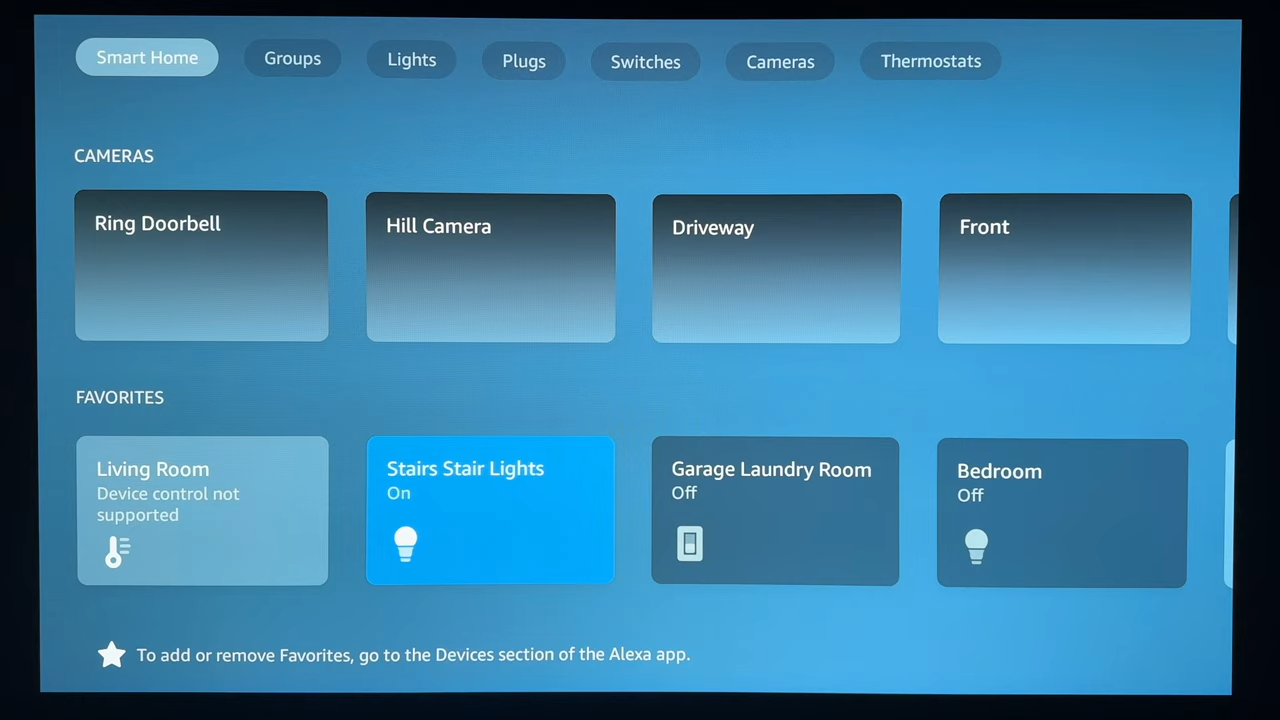 Smart Home
Groups
Lights
Plugs
Switches
Cameras
Thermostats
CAMERAS
Ring Doorbell
Hill Camera
Driveway
Front
FAVORITES
Living Room
Device control not
supported
Stairs Stair Lights
On
Garage Laundry Room
Off
Bedroom
Off
To add or remove Favorites, go to the Devices section of the Alexa app.